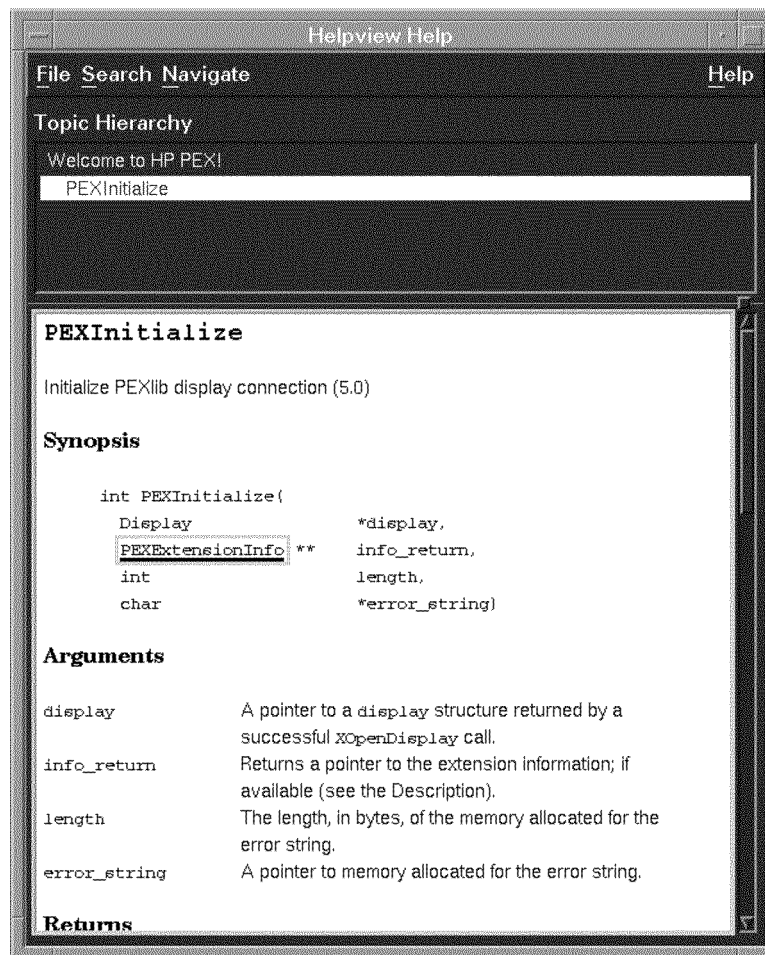 Helpview Help
File Search Navigate Help
Topic Hierarchy
Welcome to HP PEX!
PEXInitialize
PEXInitialize
Initialize PEXlib display connection (5.0)
Synopsis
int PEXInitialize(
Display *display,
PEXExtensionInfo ** info_return,
int length,
char *error_string)
Arguments
display A pointer to a display structure returned by a
successful XOpenDisplay call.
info_return Returns a pointer to the extension information; if
available (see the Description).
length The length, in bytes, of the memory allocated for the
error string.
error_string A pointer to memory allocated for the error string.
Returns